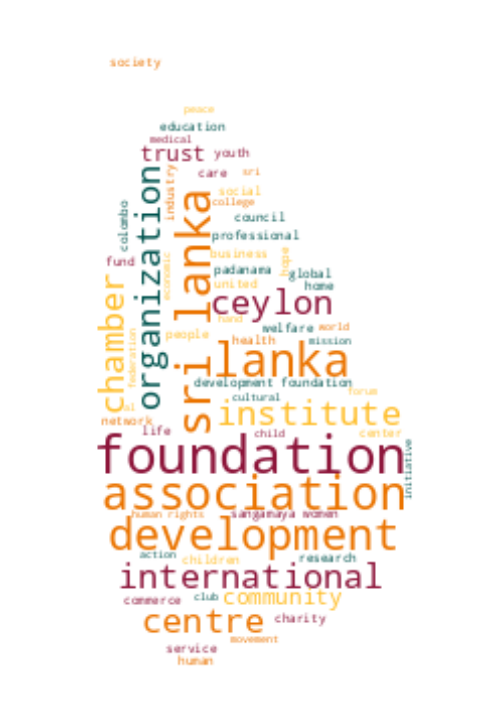 society
peace
education
medical
trust
youth
care
sri
industry
social
college
organization
sri lanka
colombo
council
professional
fund
economic
business
hope
padanama
global
united
home
chamber
ceylon
hand
welfare
world
people
health
mission
federation
lanka
development foundation
forum
cultural
al
institute
network
life
child
center
foundation
initiative
association
human rights
sangamaya
women
development
action
children
research
international
commerce
club
community
centre
charity
movement
service
human